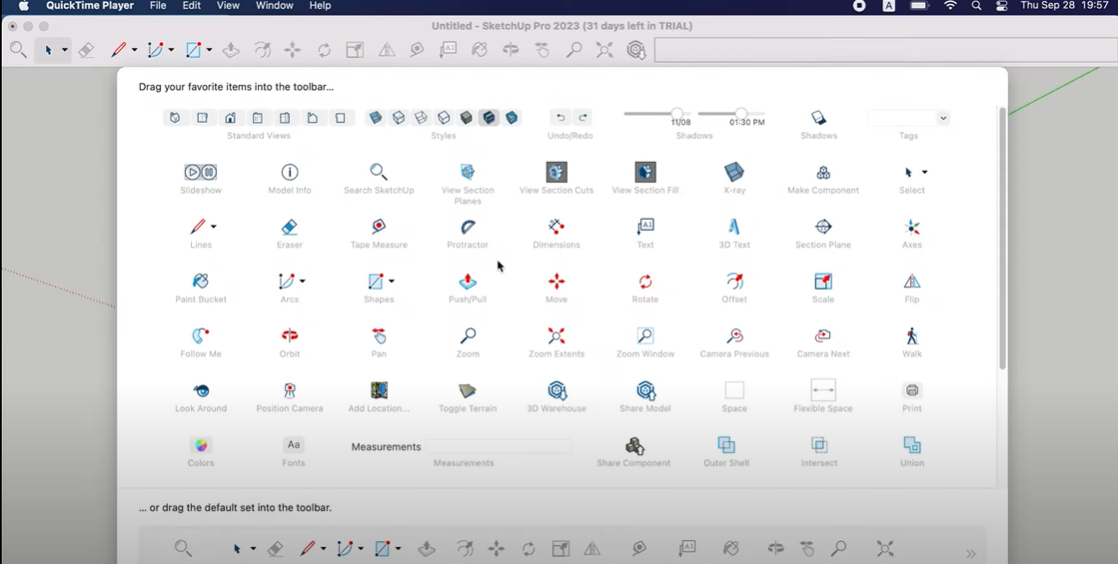 QuickTime Player File Edit View Window Help A Thu Sep 28 19:57
Untitled - SketchUp Pro 2023 (31 days left in TRIAL)
A1
Drag your favorite items into the toolbar...
11/08 01:30 PM
Standard Views Styles Undo/Redo Shadows Shadows Tags
Slideshow Model Info Search SketchUp View Section Planes View Section Cuts View Section Fill X-ray Make Component Select
A1
Lines Eraser Tape Measure Protractor Dimensions Text 3D Text Section Plane Axes
Paint Bucket Arcs Shapes Push/Pull Move Rotate Offset Scale Flip
Follow Me Orbit Pan Zoom Zoom Extents Zoom Window Camera Previous Camera Next Walk
Look Around Position Camera Add Location... Toggle Terrain 3D Warehouse Share Model Space Flexible Space Print
Aa Measurements
Colors Fonts Measurements Share Component Outer Shell Intersect Union
... or drag the default set into the toolbar.
A1